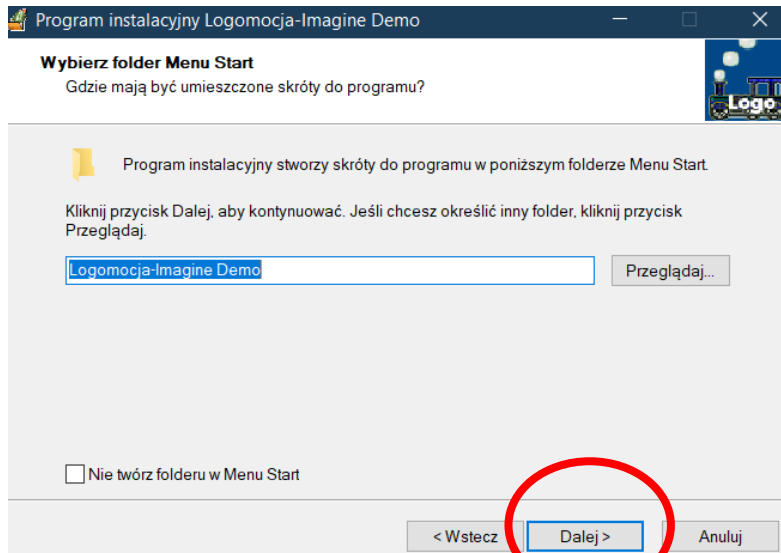 Program instalacyjny Logomocja-Imagine Demo
Wybierz folder Menu Start
Gdzie mają być umieszczone skróty do programu?
Logo
Program instalacyjny stworzy skróty do programu w poniższym folderze Menu Start.
Kliknij przycisk Dalej, aby kontynuować. Jeśli chcesz określić inny folder, kliknij przycisk
Przeglądaj.
Logomocja-Imagine Demo
Przeglądaj...
Nie twórz folderu w Menu Start
< Wstecz
Dalej >
Anuluj